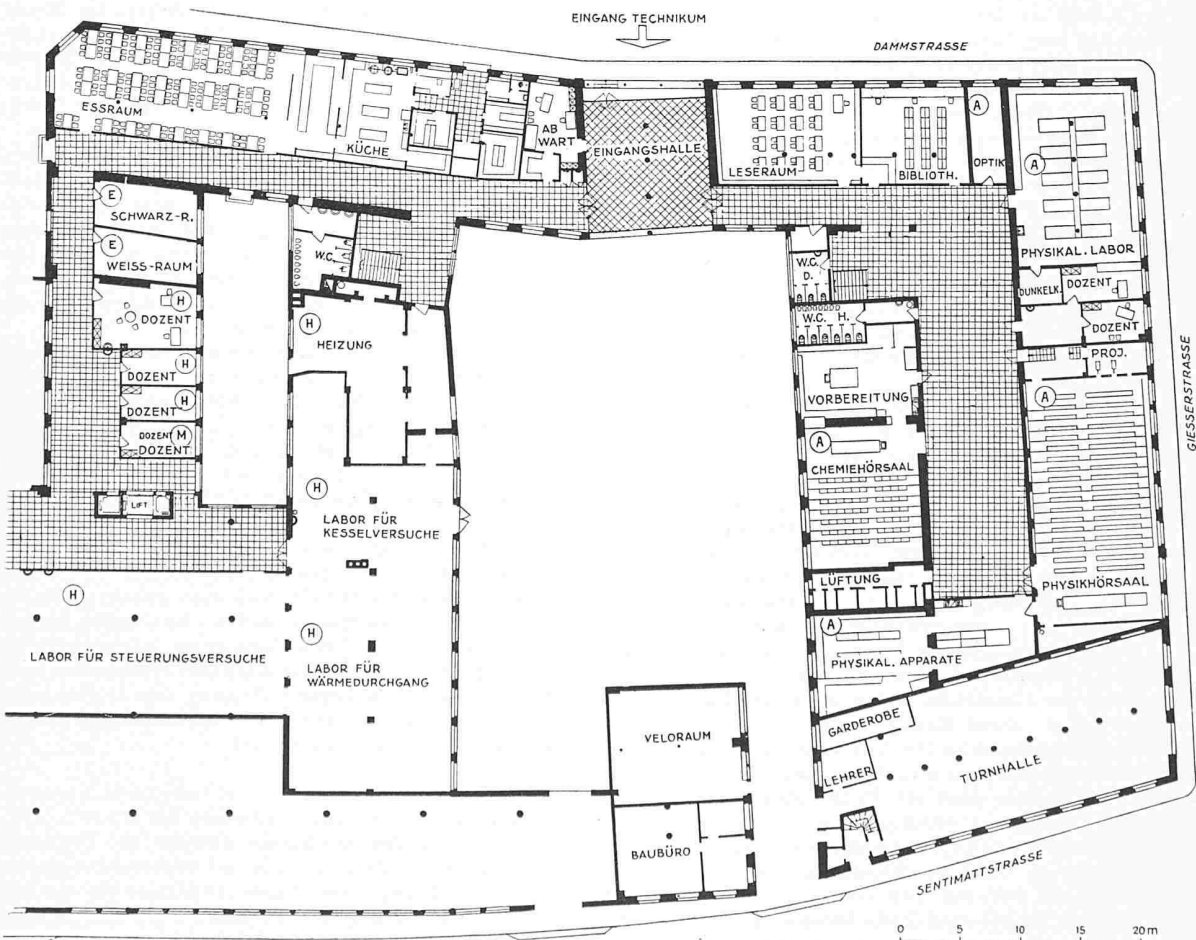 EINGANG TECHNIKUM
DAMMSTRASSE
ESSRAUM
KÜCHE
AB
WART
EINGANGSHALLE
LESERAUM
BIBLIOTH.
A
OPTIK
A
PHYSIKAL. LABOR
E
SCHWARZ-R.
E
WEISS-RAUM
W.C.
W.C.
D.
DUNKELK.
DOZENT
H
DOZENT
H
HEIZUNG
W.C. H.
DOZENT
PROJ.
GIESSERSTRASSE
H
DOZENT
H
DOZENT
DOZENT M
DOZENT
VORBEREITUNG
A
A
CHEMIEHÖRSAAL
LIFT
H
LABOR FÜR
KESSELVERSUCHE
LÜFTUNG
PHYSIKHÖRSAAL
H
LABOR FÜR STEUERUNGSVERSUCHE
H
LABOR FÜR
WÄRMEDURCHGANG
A
PHYSIKAL. APPARATE
GARDEROBE
VELORAUM
LEHRER
TURNHALLE
BAUBÜRO
SENTIMATTSTRASSE
0 5 10 15 20 m